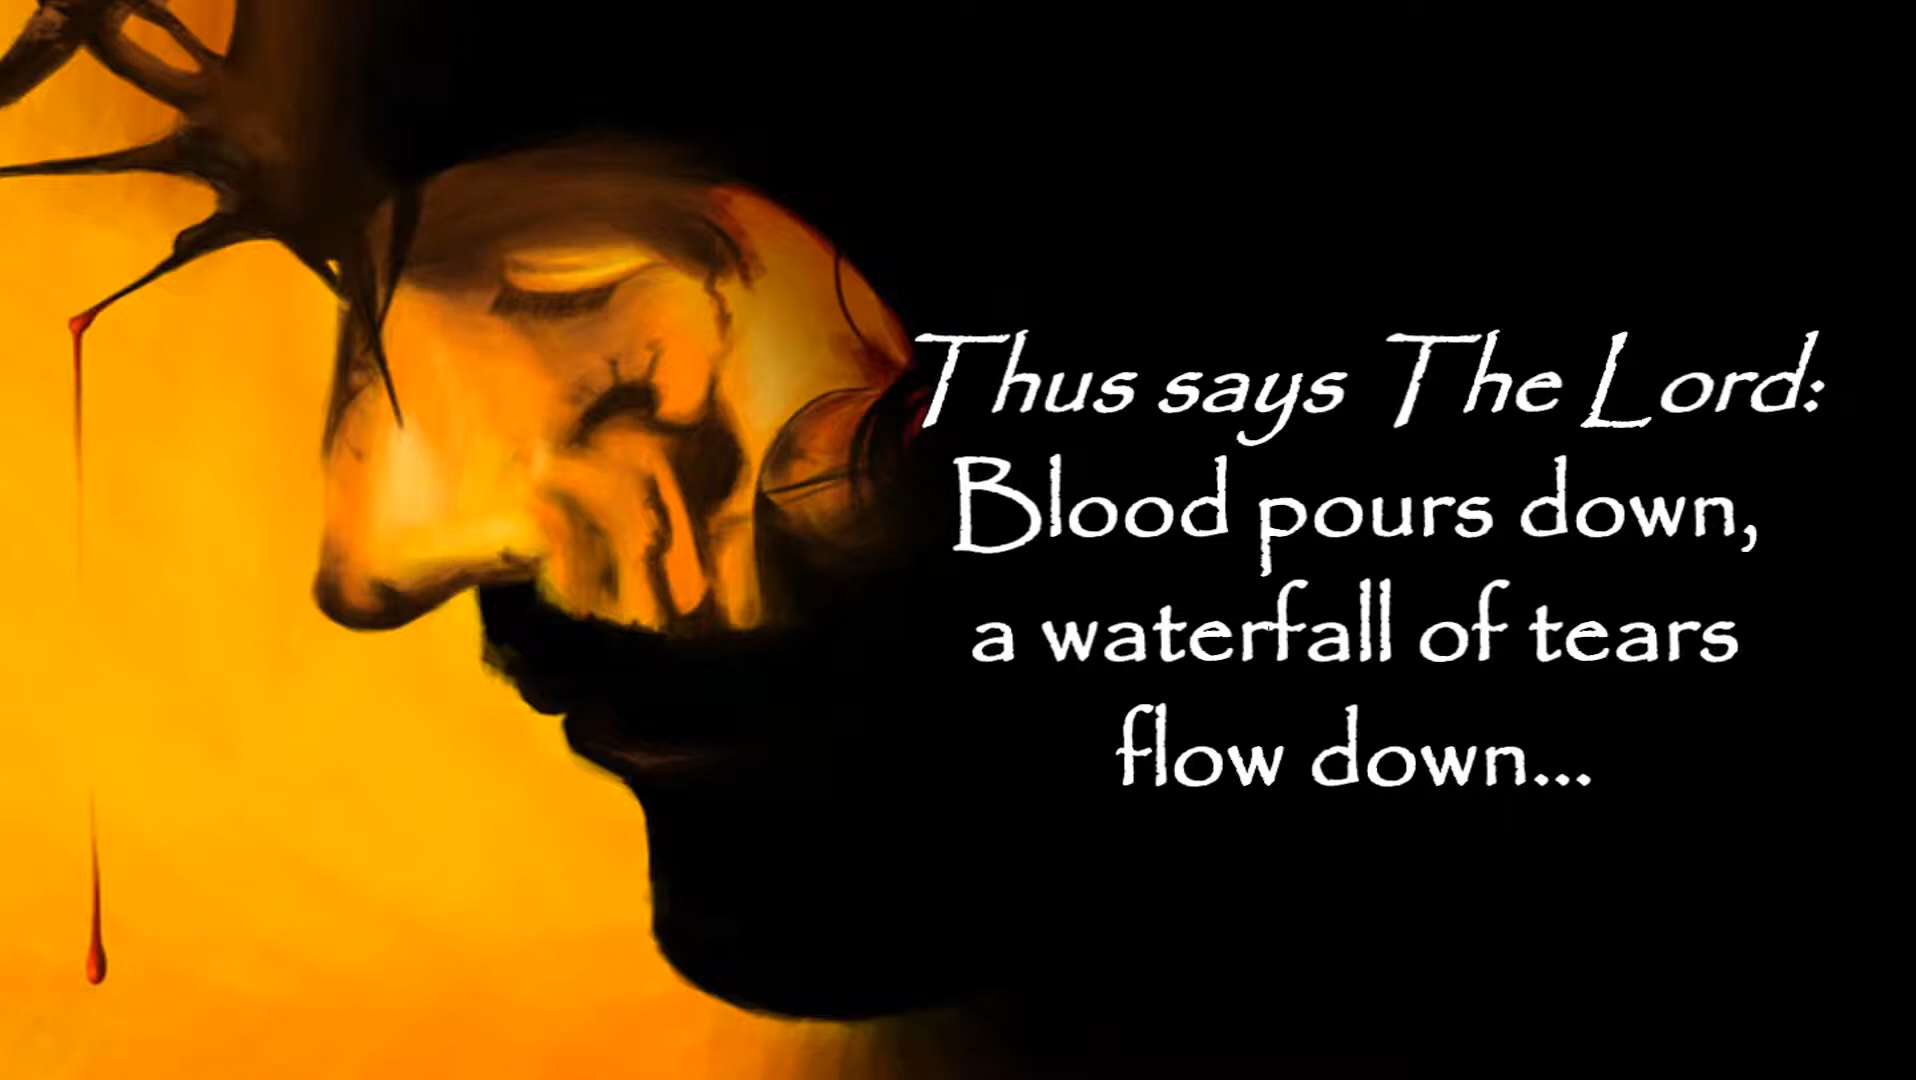 Thus says The Lord:
Blood pours down,
a waterfall of tears
flow down...